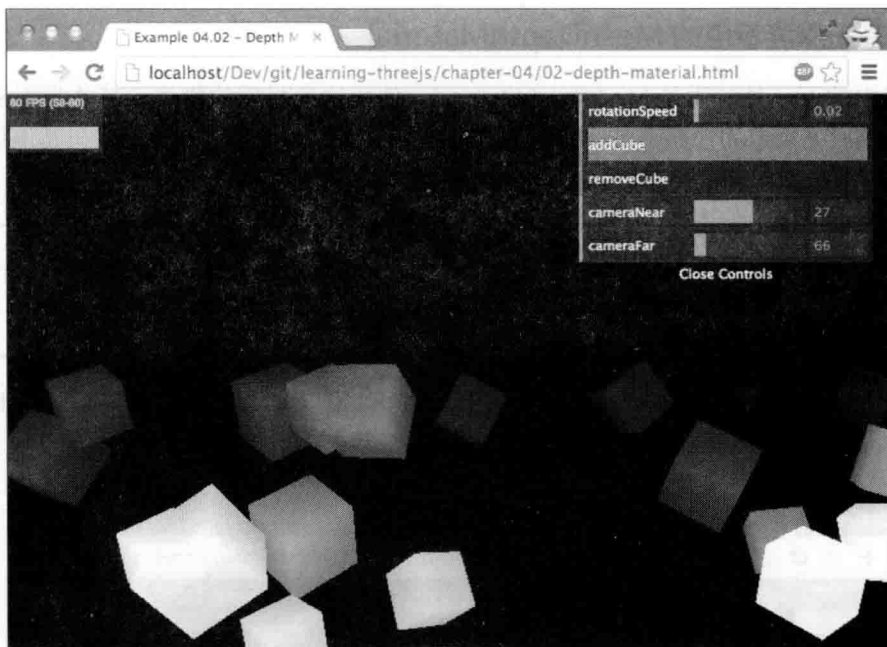 Example 04.02 - Depth M
localhost/Dev/git/learning-threejs/chapter-04/02-depth-material.html
60 FPS (58-60)
rotationSpeed 0.02
addCube
removeCube
cameraNear 27
cameraFar 66
Close Controls